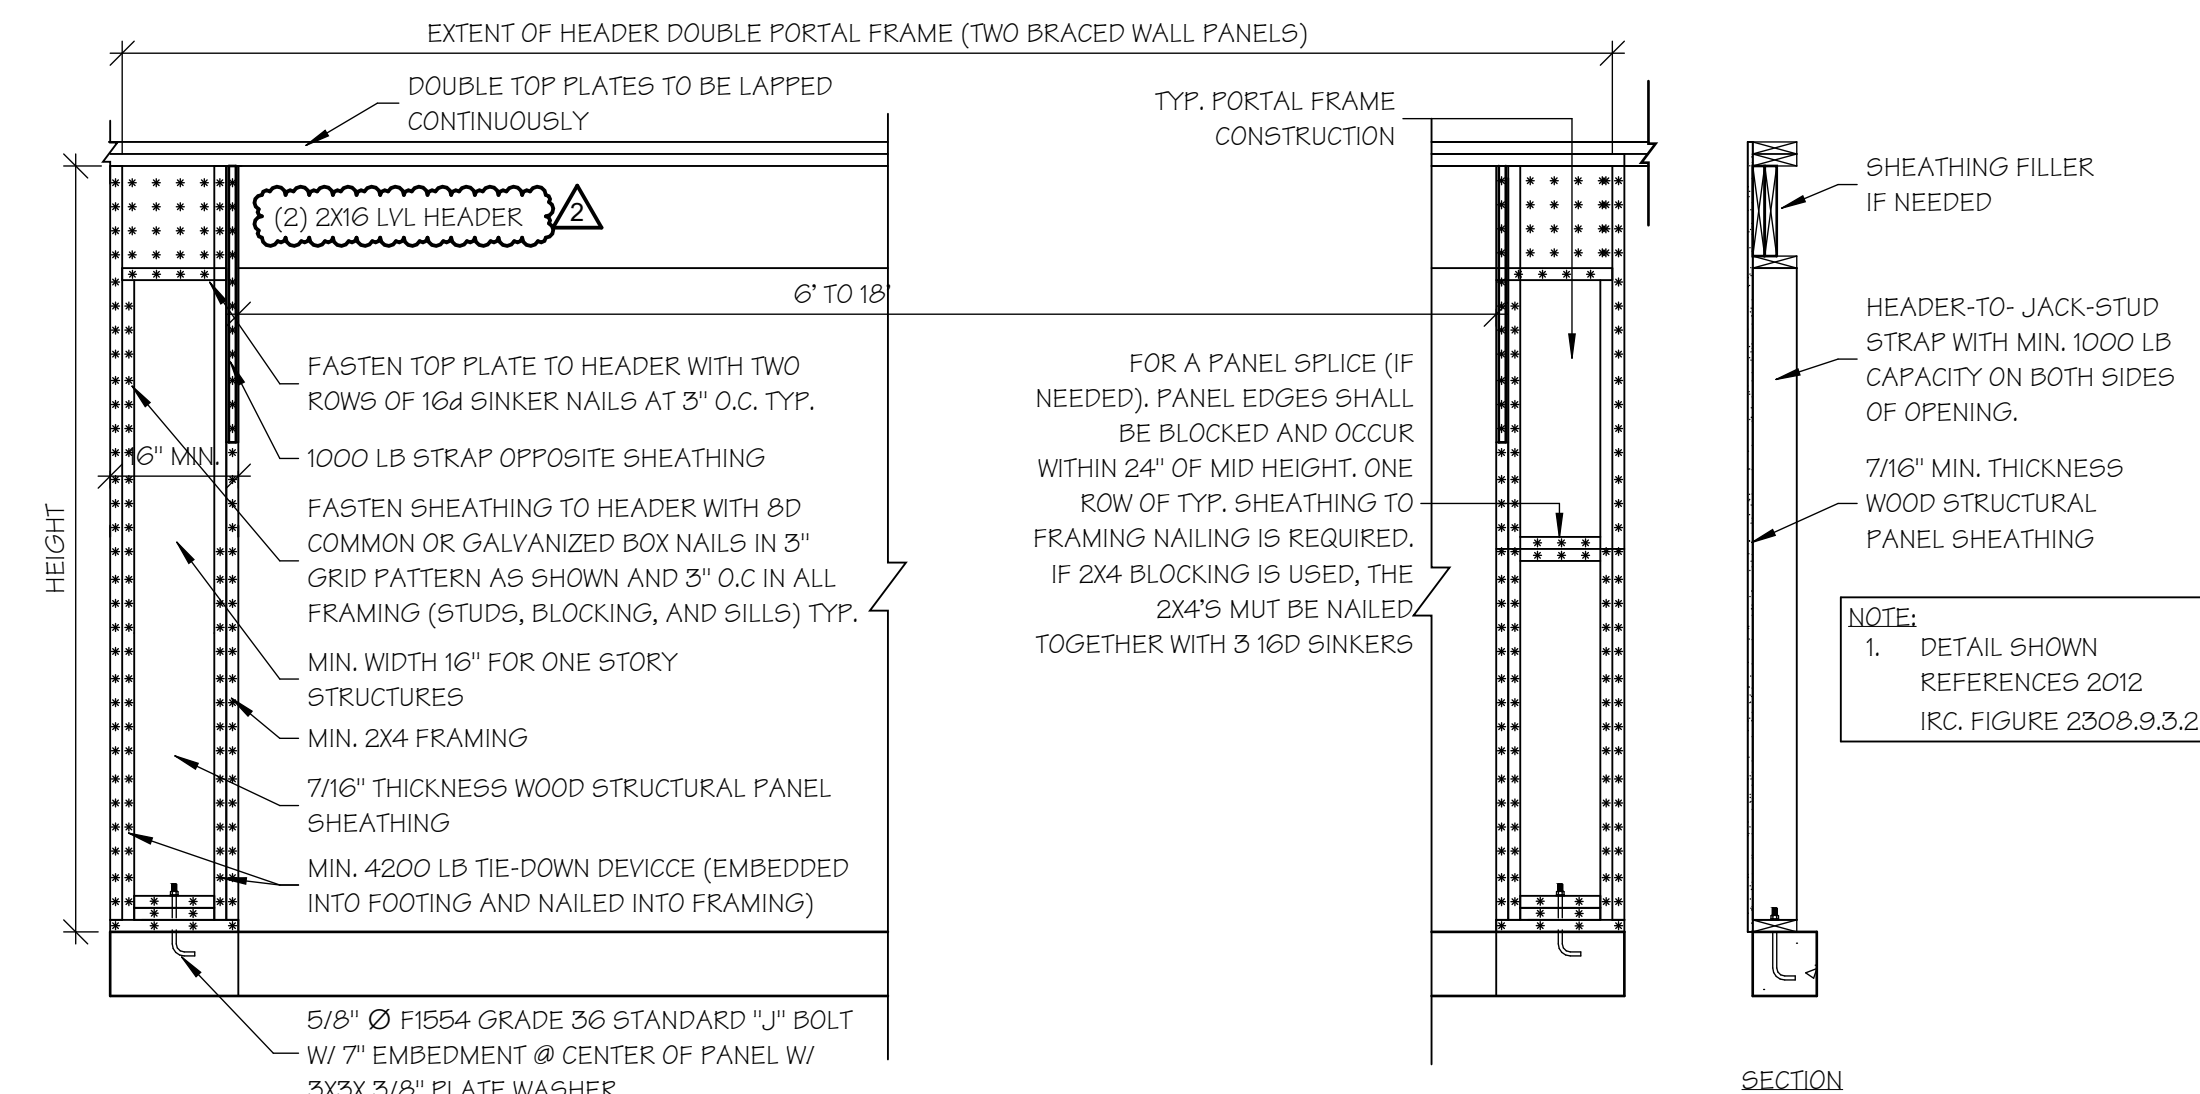 EXTENT OF HEADER DOUBLE PORTAL FRAME (TWO BRACED WALL PANELS)
DOUBLE TOP PLATES TO BE LAPPED
CONTINUOUSLY
TYP. PORTAL FRAME
CONSTRUCTION
(2) 2X16 LVL HEADER
2
6' TO 18'
FASTEN TOP PLATE TO HEADER WITH TWO
ROWS OF 16d SINKER NAILS AT 3" O.C. TYP.
1000 LB STRAP OPPOSITE SHEATHING
16" MIN.
HEIGHT
FASTEN SHEATHING TO HEADER WITH 8D
COMMON OR GALVANIZED BOX NAILS IN 3"
GRID PATTERN AS SHOWN AND 3" O.C IN ALL
FRAMING (STUDS, BLOCKING, AND SILLS) TYP.
MIN. WIDTH 16" FOR ONE STORY
STRUCTURES
MIN. 2X4 FRAMING
7/16" THICKNESS WOOD STRUCTURAL PANEL
SHEATHING
MIN. 4200 LB TIE-DOWN DEVICCE (EMBEDDED
INTO FOOTING AND NAILED INTO FRAMING)
5/8" Ø F1554 GRADE 36 STANDARD "J" BOLT
W/ 7" EMBEDMENT @ CENTER OF PANEL W/
3X3X 3/8" PLATE WASHER
FOR A PANEL SPLICE (IF
NEEDED). PANEL EDGES SHALL
BE BLOCKED AND OCCUR
WITHIN 24" OF MID HEIGHT. ONE
ROW OF TYP. SHEATHING TO
FRAMING NAILING IS REQUIRED.
IF 2X4 BLOCKING IS USED, THE
2X4'S MUT BE NAILED
TOGETHER WITH 3 16D SINKERS
SHEATHING FILLER
IF NEEDED
HEADER-TO- JACK-STUD
STRAP WITH MIN. 1000 LB
CAPACITY ON BOTH SIDES
OF OPENING.
7/16" MIN. THICKNESS
WOOD STRUCTURAL
PANEL SHEATHING
NOTE:
1. DETAIL SHOWN
REFERENCES 2012
IRC. FIGURE 2308.9.3.2
SECTION